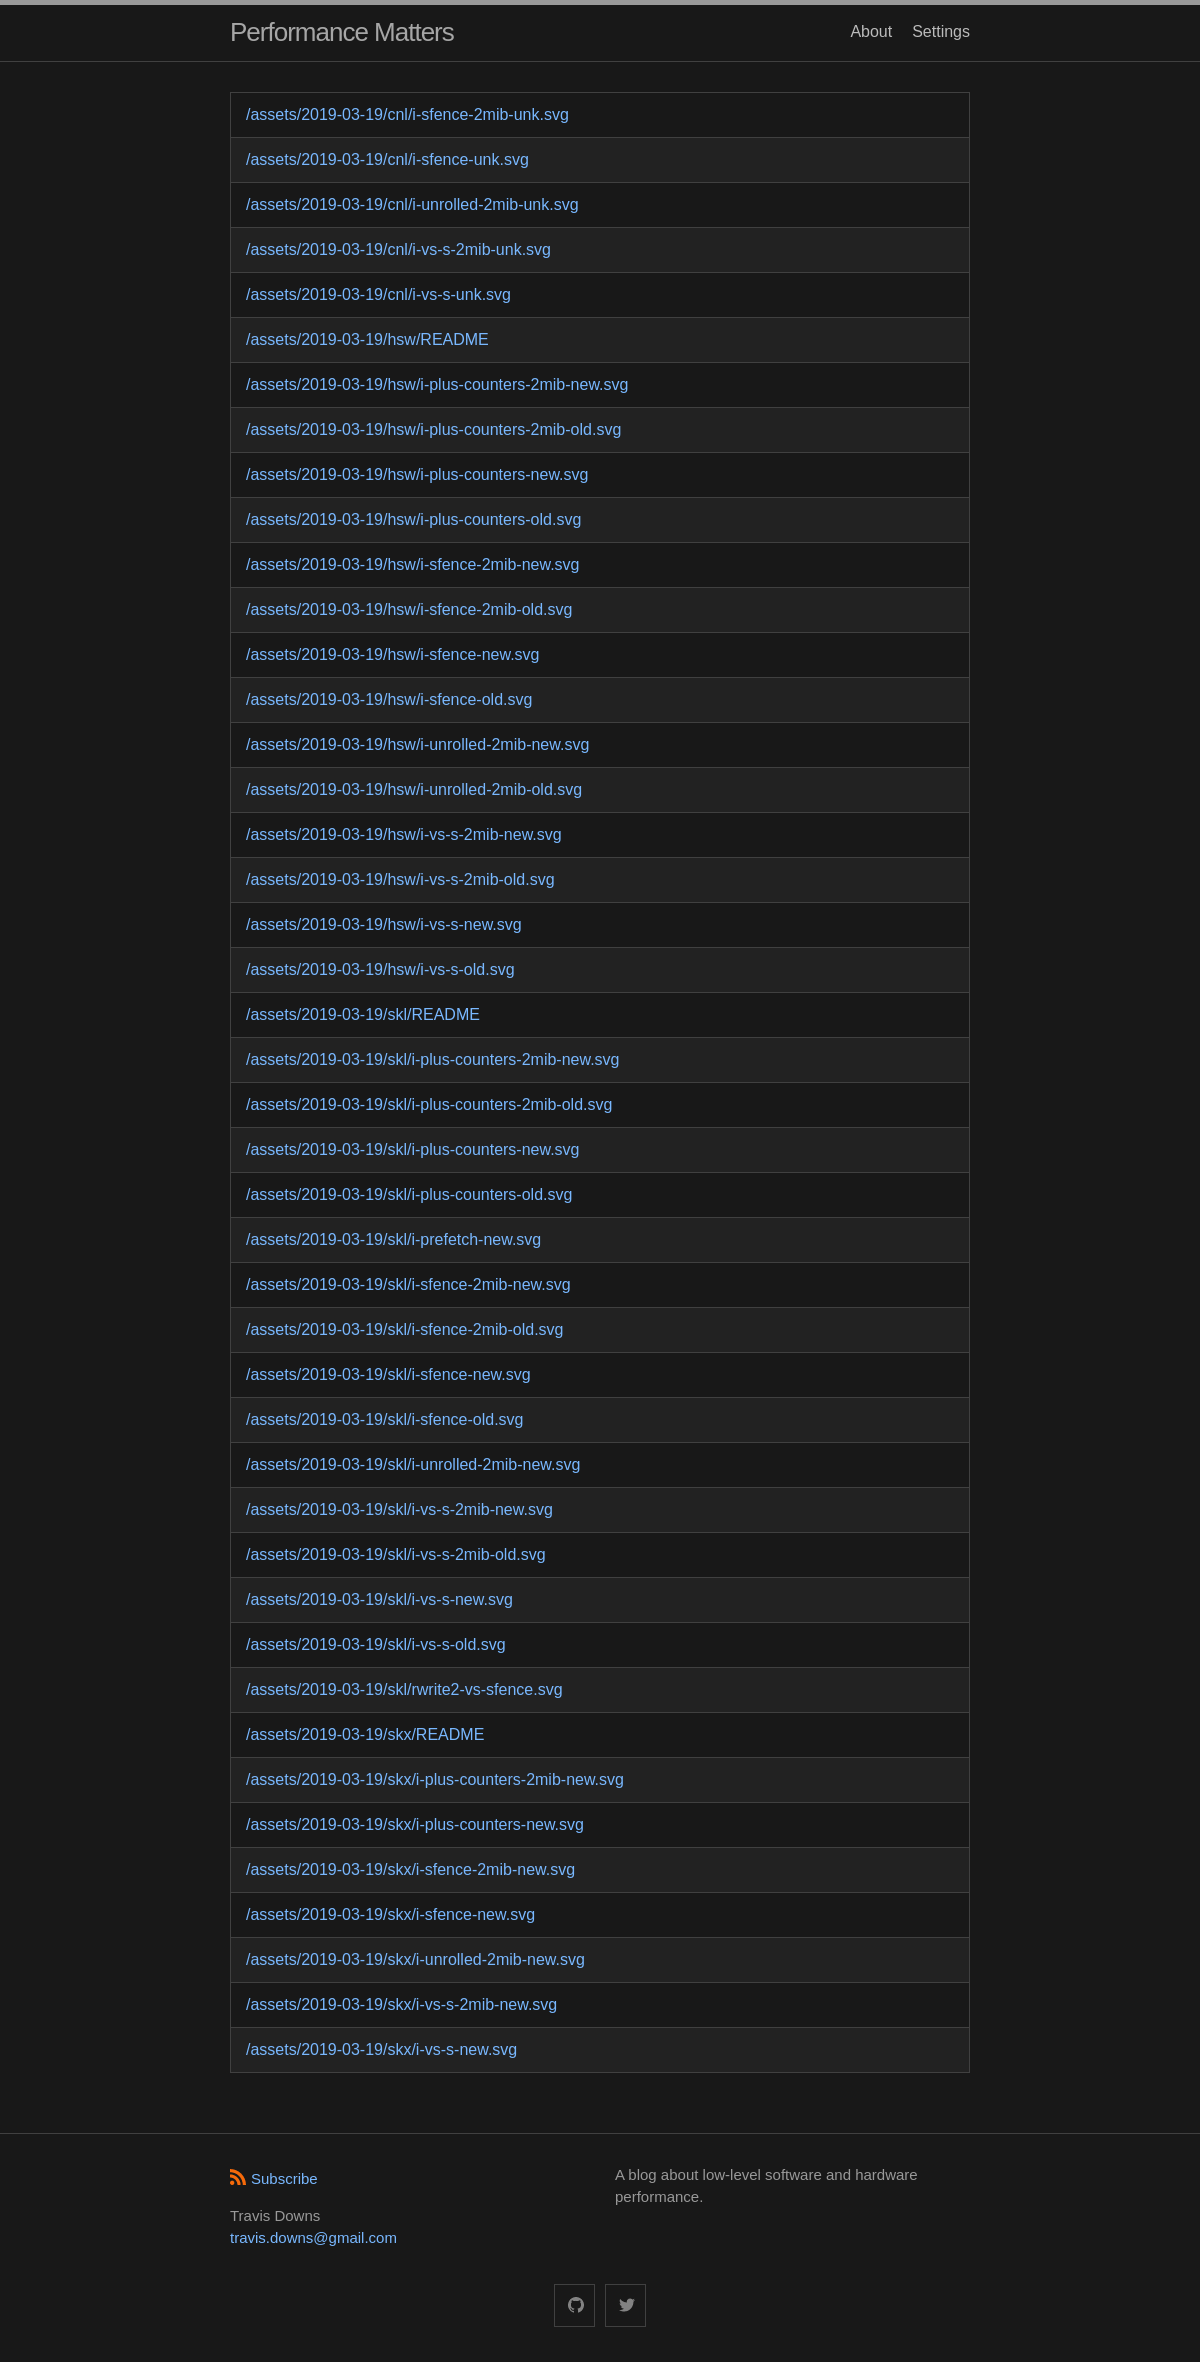 Performance Matters
About Settings
/assets/2019-03-19/cnl/i-sfence-2mib-unk.svg
/assets/2019-03-19/cnl/i-sfence-unk.svg
/assets/2019-03-19/cnl/i-unrolled-2mib-unk.svg
/assets/2019-03-19/cnl/i-vs-s-2mib-unk.svg
/assets/2019-03-19/cnl/i-vs-s-unk.svg
/assets/2019-03-19/hsw/README
/assets/2019-03-19/hsw/i-plus-counters-2mib-new.svg
/assets/2019-03-19/hsw/i-plus-counters-2mib-old.svg
/assets/2019-03-19/hsw/i-plus-counters-new.svg
/assets/2019-03-19/hsw/i-plus-counters-old.svg
/assets/2019-03-19/hsw/i-sfence-2mib-new.svg
/assets/2019-03-19/hsw/i-sfence-2mib-old.svg
/assets/2019-03-19/hsw/i-sfence-new.svg
/assets/2019-03-19/hsw/i-sfence-old.svg
/assets/2019-03-19/hsw/i-unrolled-2mib-new.svg
/assets/2019-03-19/hsw/i-unrolled-2mib-old.svg
/assets/2019-03-19/hsw/i-vs-s-2mib-new.svg
/assets/2019-03-19/hsw/i-vs-s-2mib-old.svg
/assets/2019-03-19/hsw/i-vs-s-new.svg
/assets/2019-03-19/hsw/i-vs-s-old.svg
/assets/2019-03-19/skl/README
/assets/2019-03-19/skl/i-plus-counters-2mib-new.svg
/assets/2019-03-19/skl/i-plus-counters-2mib-old.svg
/assets/2019-03-19/skl/i-plus-counters-new.svg
/assets/2019-03-19/skl/i-plus-counters-old.svg
/assets/2019-03-19/skl/i-prefetch-new.svg
/assets/2019-03-19/skl/i-sfence-2mib-new.svg
/assets/2019-03-19/skl/i-sfence-2mib-old.svg
/assets/2019-03-19/skl/i-sfence-new.svg
/assets/2019-03-19/skl/i-sfence-old.svg
/assets/2019-03-19/skl/i-unrolled-2mib-new.svg
/assets/2019-03-19/skl/i-vs-s-2mib-new.svg
/assets/2019-03-19/skl/i-vs-s-2mib-old.svg
/assets/2019-03-19/skl/i-vs-s-new.svg
/assets/2019-03-19/skl/i-vs-s-old.svg
/assets/2019-03-19/skl/rwrite2-vs-sfence.svg
/assets/2019-03-19/skx/README
/assets/2019-03-19/skx/i-plus-counters-2mib-new.svg
/assets/2019-03-19/skx/i-plus-counters-new.svg
/assets/2019-03-19/skx/i-sfence-2mib-new.svg
/assets/2019-03-19/skx/i-sfence-new.svg
/assets/2019-03-19/skx/i-unrolled-2mib-new.svg
/assets/2019-03-19/skx/i-vs-s-2mib-new.svg
/assets/2019-03-19/skx/i-vs-s-new.svg
Subscribe
Travis Downs
travis.downs@gmail.com
A blog about low-level software and hardware
performance.